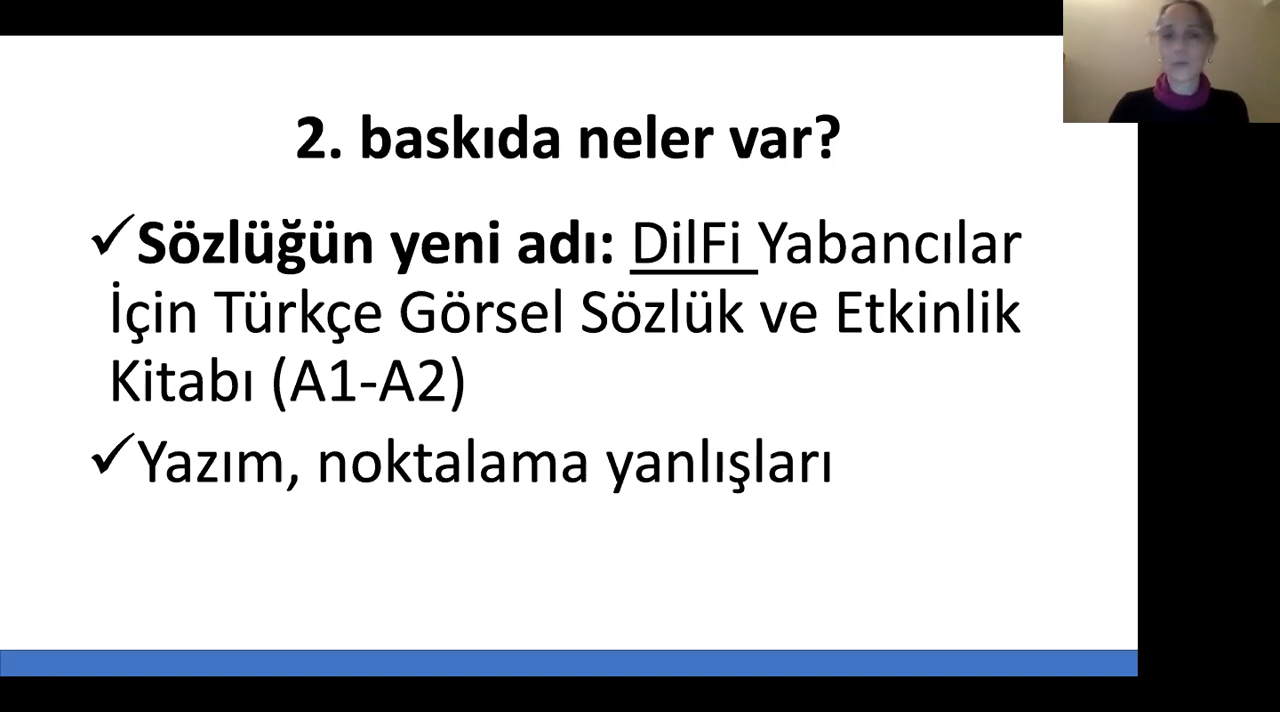 2. baskıda neler var?
✓Sözlüğün yeni adı: DilFi Yabancılar
İçin Türkçe Görsel Sözlük ve Etkinlik
Kitabı (A1-A2)
✓Yazım, noktalama yanlışları